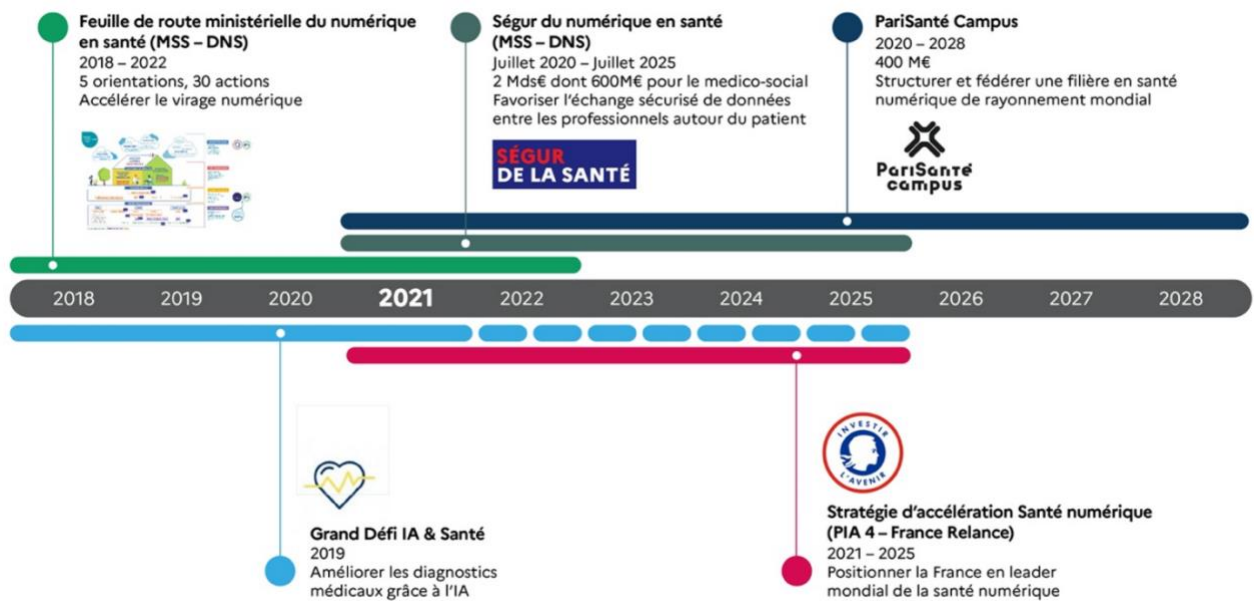 Feuille de route ministérielle du numérique
en santé (MSS – DNS)
2018 – 2022
5 orientations, 30 actions
Accélérer le virage numérique
Ségur du numérique en santé
(MSS – DNS)
Juillet 2020 – Juillet 2025
2 Mds€ dont 600M€ pour le medico-social
Favoriser l'échange sécurisé de données
entre les professionnels autour du patient
SÉGUR
DE LA SANTÉ
PariSanté Campus
2020 – 2028
400 M€
Structurer et fédérer une filière en santé
numérique de rayonnement mondial
PariSanté
campus
2018 2019 2020 2021 2022 2023 2024 2025 2026 2027 2028
Grand Défi IA & Santé
2019
Améliorer les diagnostics
médicaux grâce à l'IA
INVESTIR
L'AVENIR
Stratégie d'accélération Santé numérique
(PIA 4 – France Relance)
2021 – 2025
Positionner la France en leader
mondial de la santé numérique